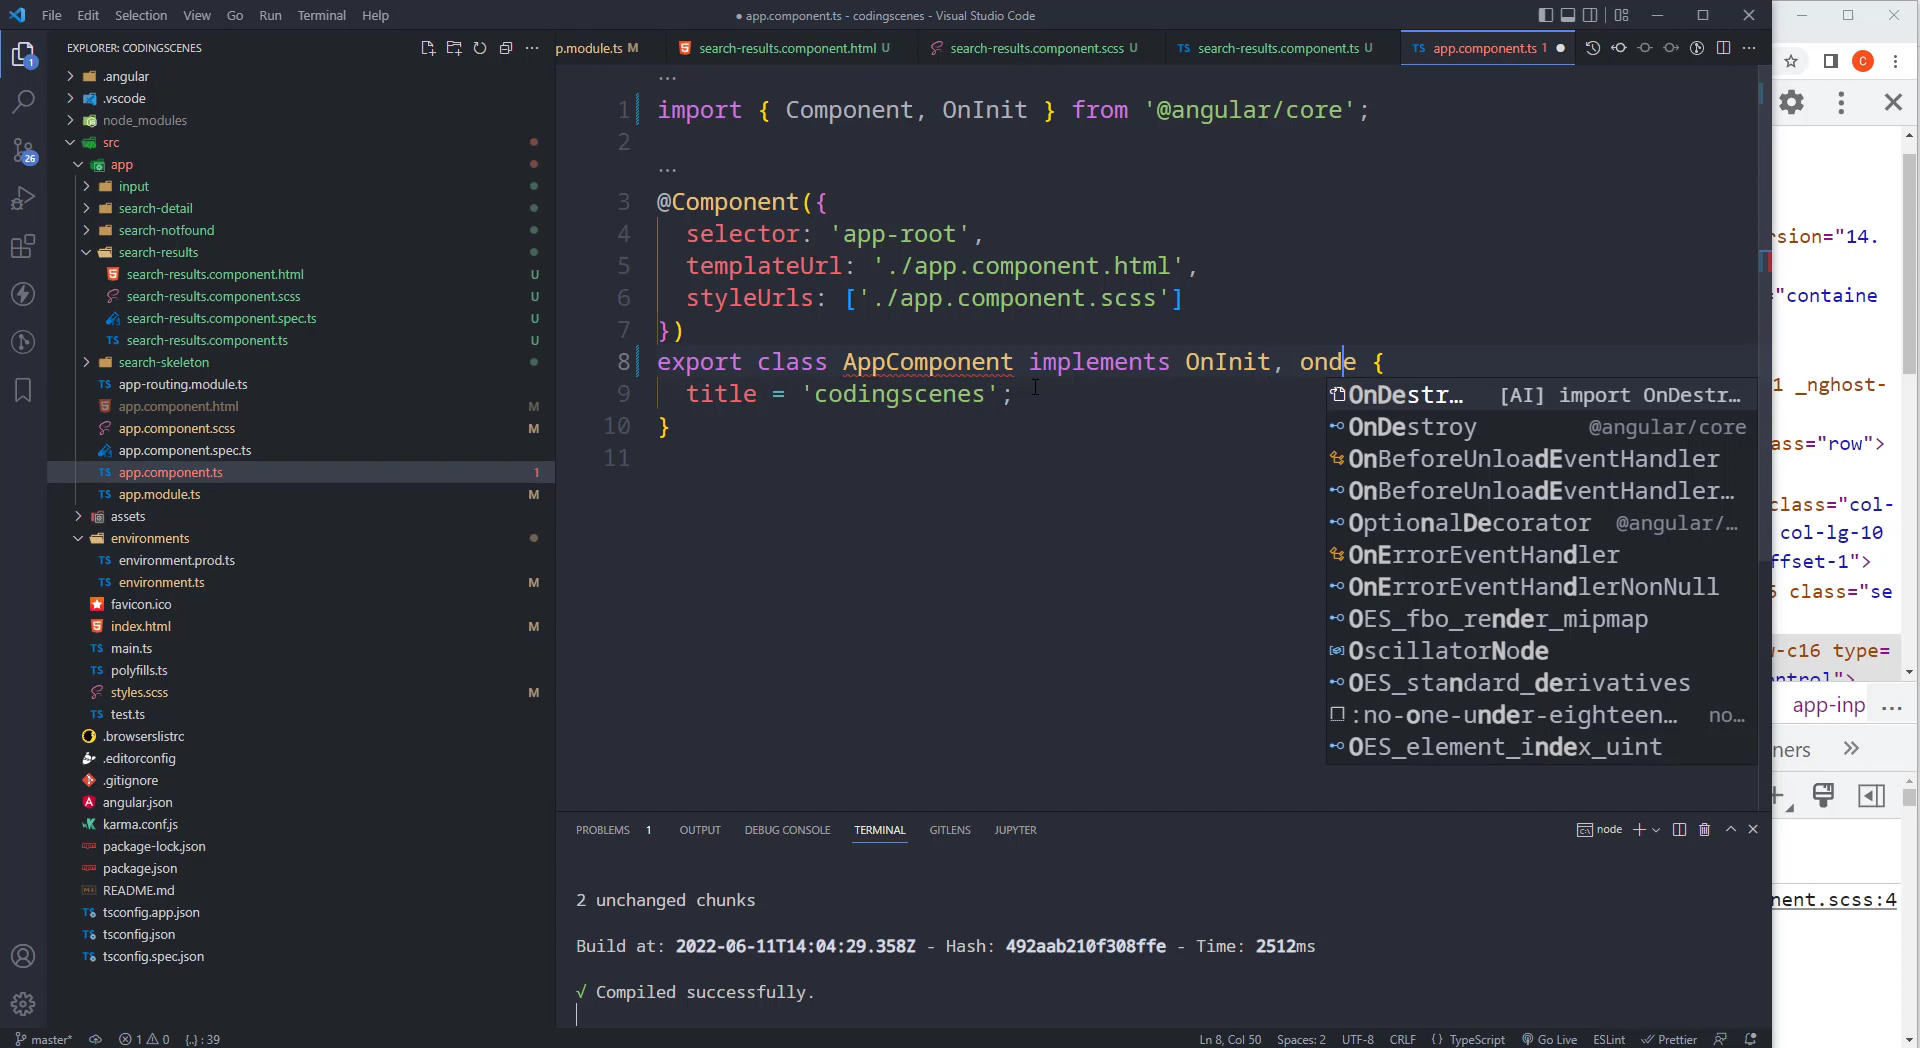 File Edit Selection View Go Run Terminal Help
● app.component.ts - codingscenes - Visual Studio Code
EXPLORER: CODINGSCENES
.angular
.vscode
node_modules
src
app
input
search-detail
search-notfound
search-results
search-results.component.html U
search-results.component.scss U
search-results.component.spec.ts U
search-results.component.ts U
search-skeleton
app-routing.module.ts
app.component.html M
app.component.scss M
app.component.spec.ts
app.component.ts 1
app.module.ts M
assets
environments
environment.prod.ts
environment.ts M
favicon.ico
index.html M
main.ts
polyfills.ts
styles.scss M
test.ts
.browserslistrc
.editorconfig
.gitignore
angular.json
karma.conf.js
package-lock.json
package.json
README.md
tsconfig.app.json
tsconfig.json
tsconfig.spec.json
1
26
p.module.ts M
search-results.component.html U
search-results.component.scss U
search-results.component.ts U
app.component.ts 1 ●
...
1 import { Component, OnInit } from '@angular/core';
2
...
3 @Component({
4 selector: 'app-root',
5 templateUrl: './app.component.html',
6 styleUrls: ['./app.component.scss']
7 })
8 export class AppComponent implements OnInit, onde {
9 title = 'codingscenes';
10 }
11
OnDestr... [AI] import OnDestr...
OnDestroy @angular/core
OnBeforeUnloadEventHandler
OnBeforeUnloadEventHandler...
OptionalDecorator @angular/...
OnErrorEventHandler
OnErrorEventHandlerNonNull
OES_fbo_render_mipmap
OscillatorNode
OES_standard_derivatives
:no-one-under-eighteen... no...
OES_element_index_uint
PROBLEMS 1 OUTPUT DEBUG CONSOLE TERMINAL GITLENS JUPYTER
node
2 unchanged chunks
Build at: 2022-06-11T14:04:29.358Z - Hash: 492aab210f308ffe - Time: 2512ms
√ Compiled successfully.
master* 1 0 {..} : 39
Ln 8, Col 50 Spaces: 2 UTF-8 CRLF {} TypeScript Go Live ESLint Prettier
C
rsion="14.
="containe
1 _nghost-
ass="row">
class="col-
col-lg-10
ffset-1">
5 class="se
w-c16 type=
ntrol">
app-inp ...
ners
nent.scss:4